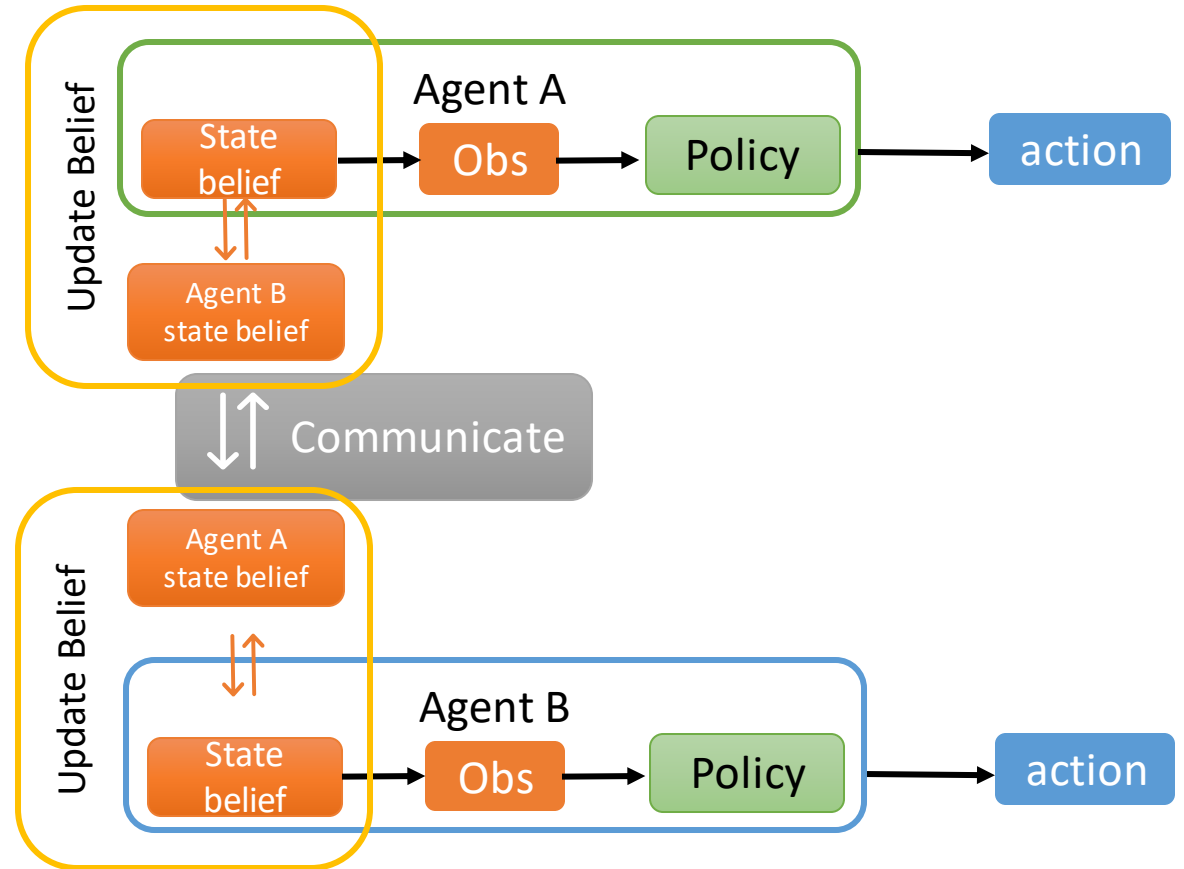 Update Belief
Agent A
State
belief
Obs
Policy
action
Agent B
state belief
Communicate
Update Belief
Agent A
state belief
Agent B
State
belief
Obs
Policy
action